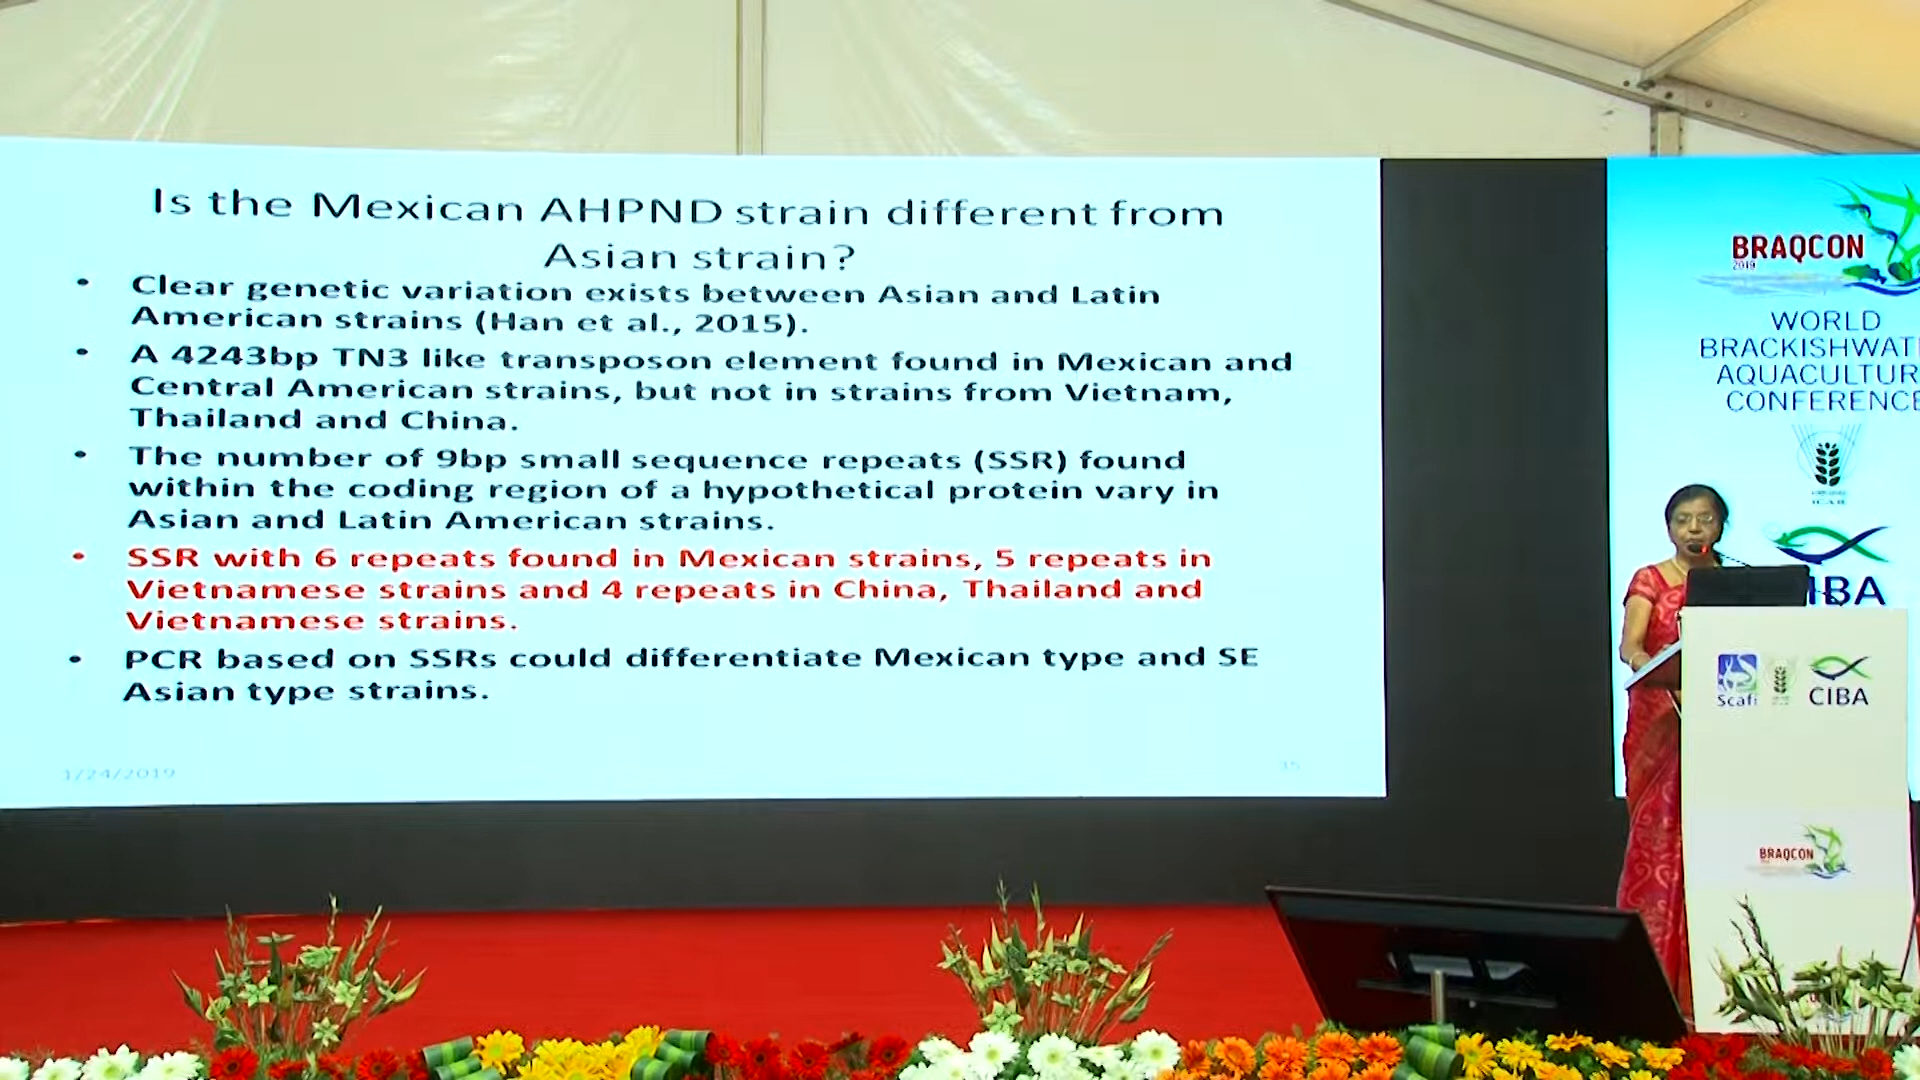 Is the Mexican AHPND strain different from
Asian strain?
• Clear genetic variation exists between Asian and Latin
American strains (Han et al., 2015).
• A 4243bp TN3 like transposon element found in Mexican and
Central American strains, but not in strains from Vietnam,
Thailand and China.
• The number of 9bp small sequence repeats (SSR) found
within the coding region of a hypothetical protein vary in
Asian and Latin American strains.
• SSR with 6 repeats found in Mexican strains, 5 repeats in
Vietnamese strains and 4 repeats in China, Thailand and
Vietnamese strains.
• PCR based on SSRs could differentiate Mexican type and SE
Asian type strains.
1/24/2019
15
BRAQCON
2019
WORLD
BRACKISHWAT
AQUACULTUR
CONFERENCE
ICAR
IBA
Scafi
CIBA
BRAQCON